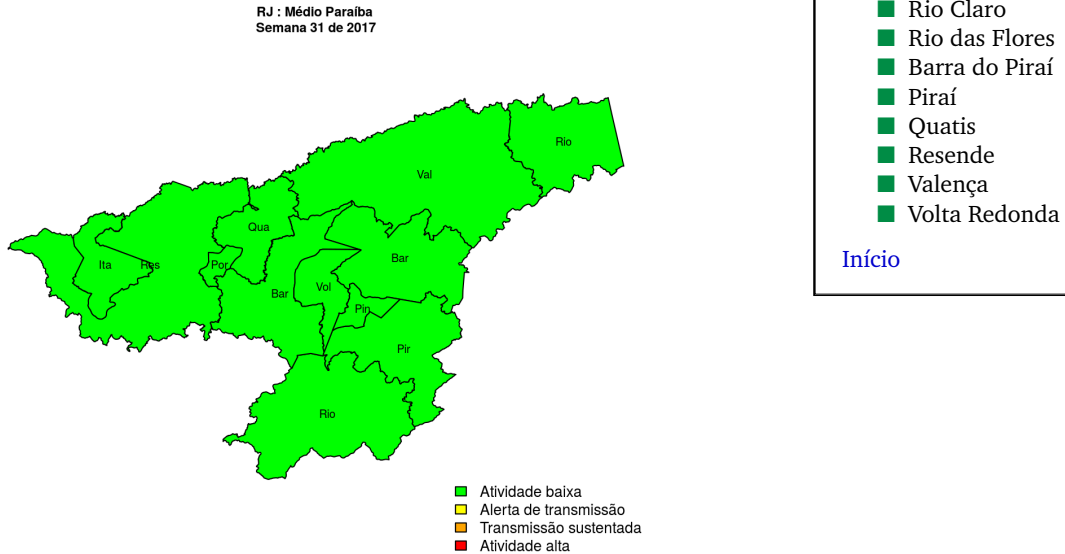 RJ : Médio Paraíba
Semana 31 de 2017
Rio
Val
Qua
Ita
Res
Por
Bar
Bar
Vol
Pin
Pir
Rio
Atividade baixa
Alerta de transmissão
Transmissão sustentada
Atividade alta
Rio Claro
Rio das Flores
Barra do Piraí
Piraí
Quatis
Resende
Valença
Volta Redonda
Início